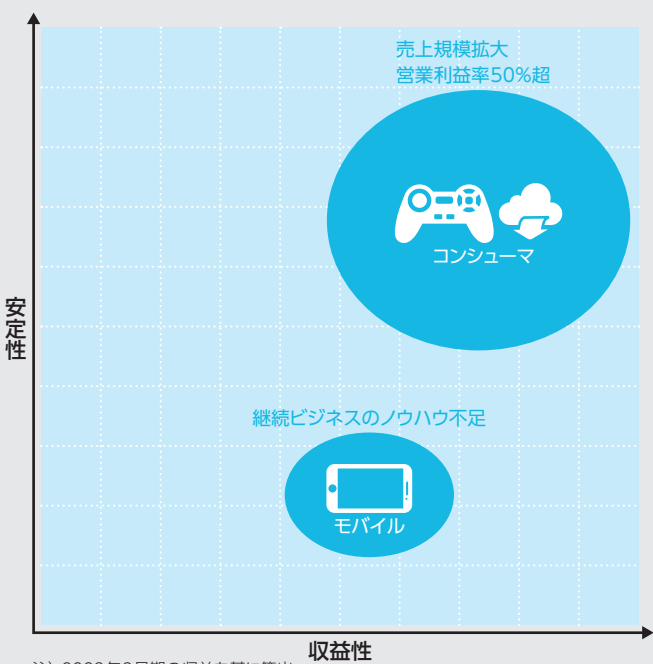 売上規模拡大
営業利益率50%超
コンシューマ
安定性
継続ビジネスのノウハウ不足
モバイル
収益性